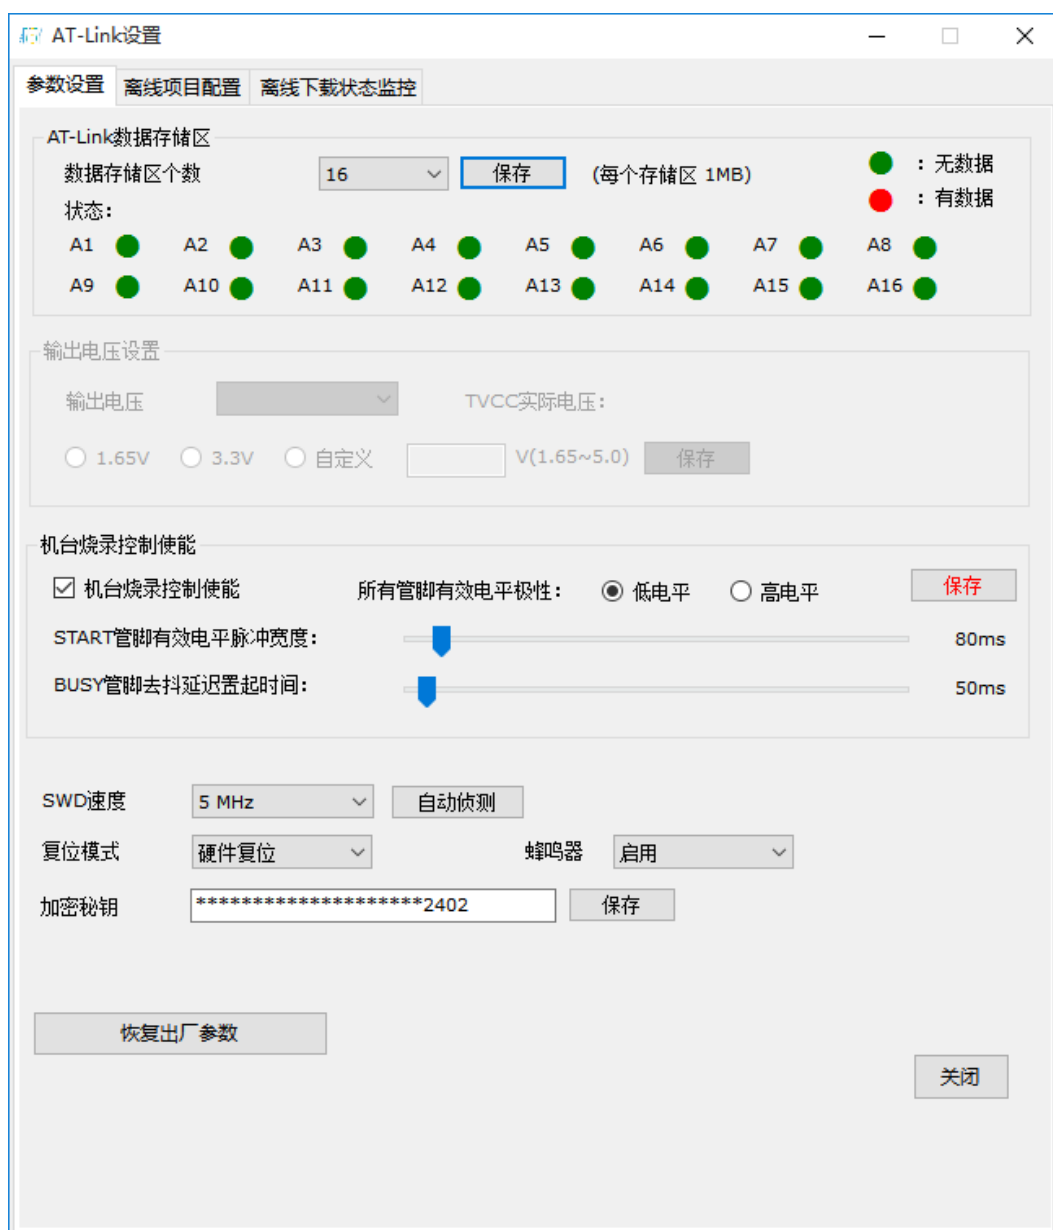 AT-Link设置
参数设置 离线项目配置 离线下载状态监控
AT-Link数据存储区
数据存储区个数 16 保存 (每个存储区 1MB)
：无数据
：有数据
状态：
A1 A2 A3 A4 A5 A6 A7 A8
A9 A10 A11 A12 A13 A14 A15 A16
输出电压设置
输出电压 TVCC实际电压：
1.65V 3.3V 自定义 V(1.65~5.0) 保存
机台烧录控制使能
机台烧录控制使能 所有管脚有效电平极性： 低电平 高电平 保存
START管脚有效电平脉冲宽度： 80ms
BUSY管脚去抖延迟置起时间： 50ms
SWD速度 5 MHz 自动侦测
复位模式 硬件复位 蜂鸣器 启用
加密秘钥 ********************2402 保存
恢复出厂参数
关闭